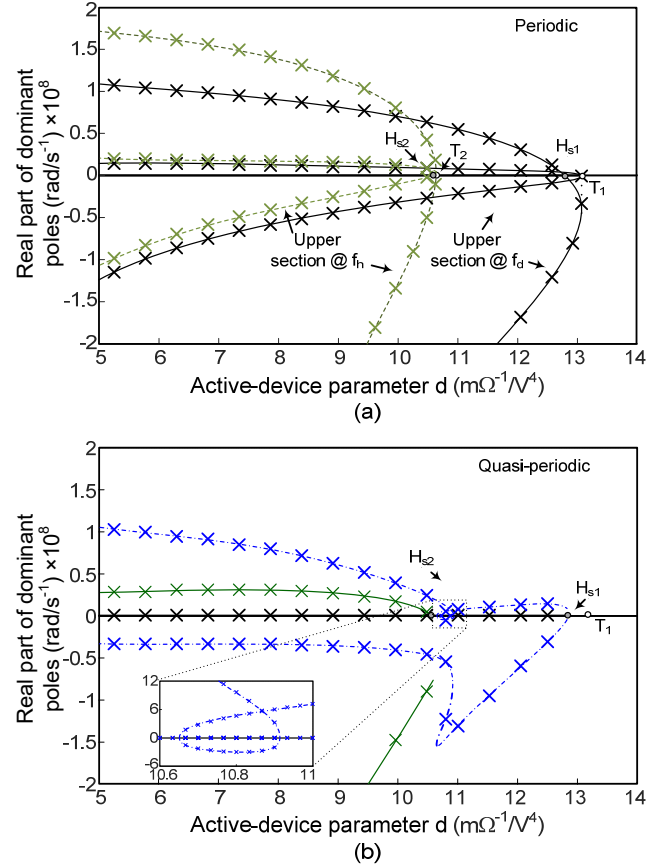 Periodic
2
1.5
1
0.5
0
-0.5
-1
-1.5
-2
Real part of dominant
poles (rad/s⁻¹) ×10⁸
H_s2
T_2
H_s1
T_1
Upper
section @ f_h
Upper
section @ f_d
5 6 7 8 9 10 11 12 13 14
Active-device parameter d (mΩ⁻¹/V⁴)
(a)
Quasi-periodic
2
1
1
0
-0.5
-1
-1.5
-2
Real part of dominant
poles (rad/s⁻¹) ×10⁸
H_s2
H_s1
T_1
12
6
0
-6
10.6 10.8 11
5 6 7 8 9 10 11 12 13 14
Active-device parameter d (mΩ⁻¹/V⁴)
(b)